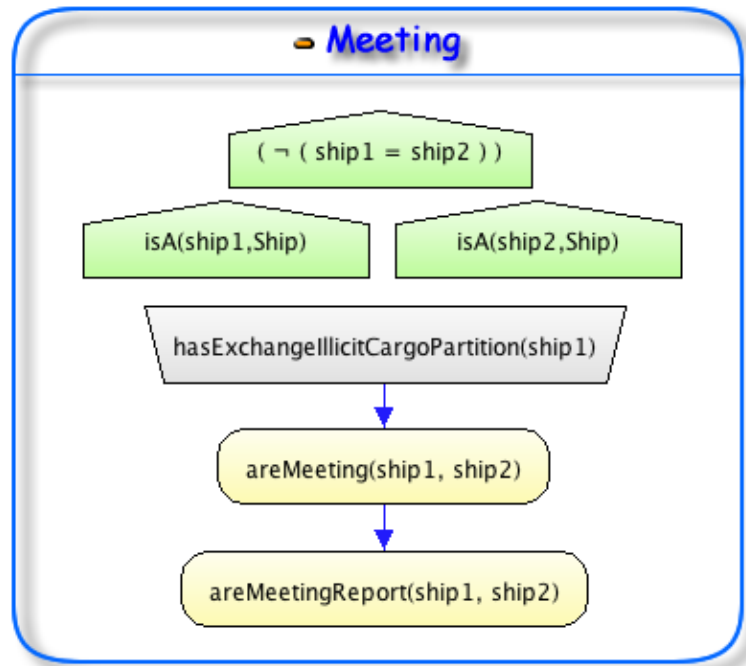 Meeting
( ¬ ( ship1 = ship2 ) )
isA(ship1,Ship)
isA(ship2,Ship)
hasExchangeIllicitCargoPartition(ship1)
areMeeting(ship1, ship2)
areMeetingReport(ship1, ship2)